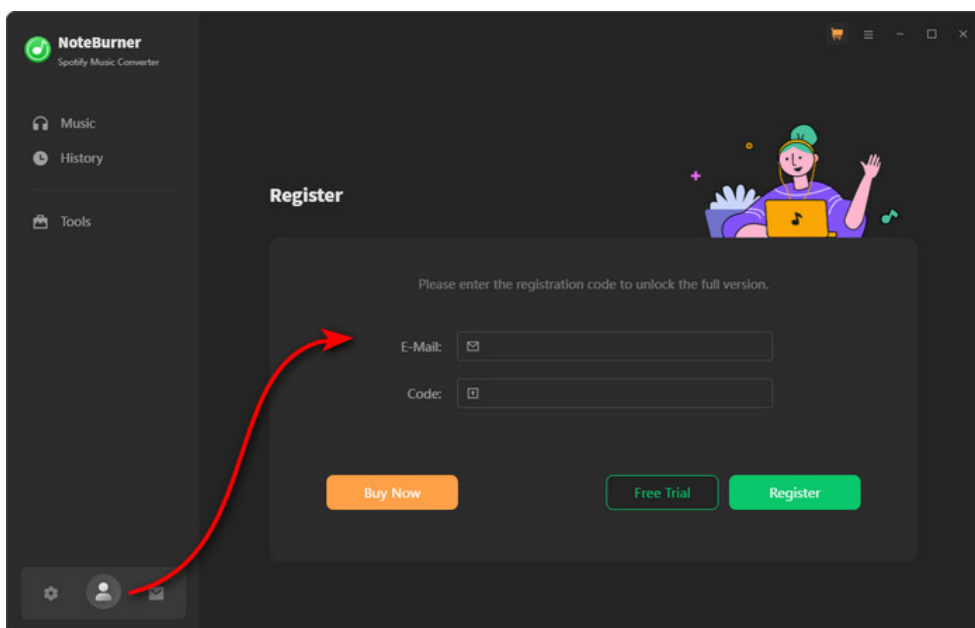 NoteBurner
Spotify Music Converter
Music
History
Tools
Register
Please enter the registration code to unlock the full version.
E-Mail:
Code:
Buy Now
Free Trial
Register